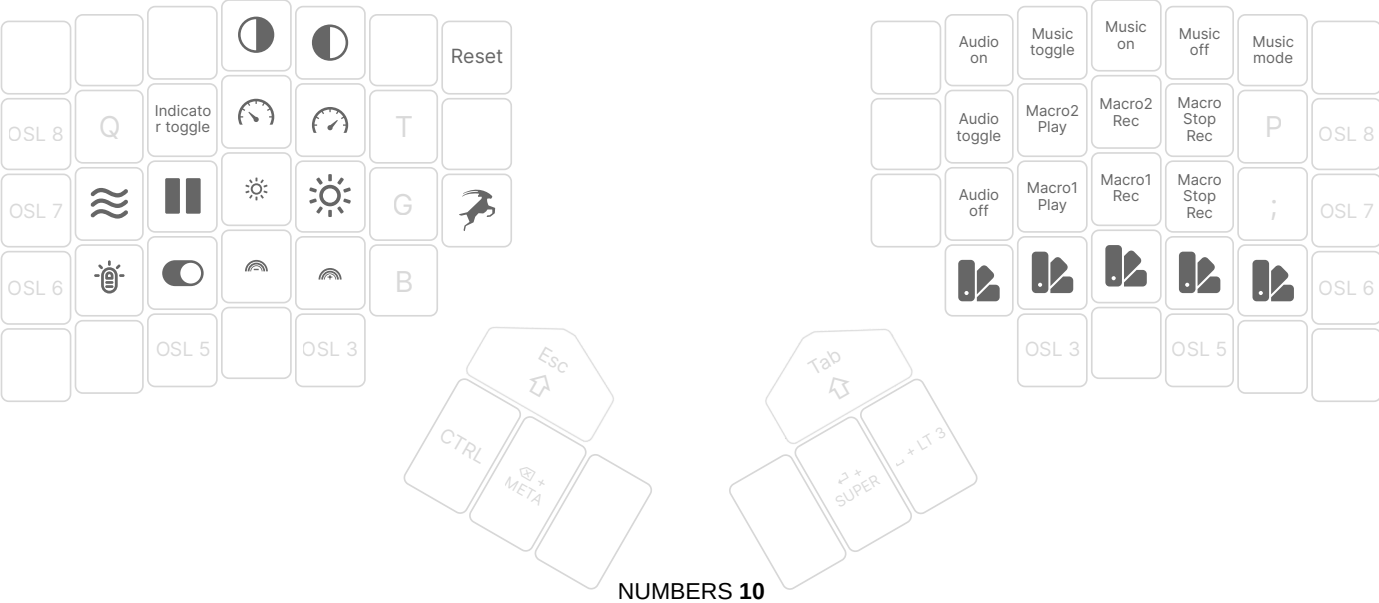 Reset
Audio
on
Music
toggle
Music
on
Music
off
Music
mode
OSL 8
Q
Indicato
r toggle
T
Audio
toggle
Macro2
Play
Macro2
Rec
Macro
Stop
Rec
P
OSL 8
OSL 7
G
Audio
off
Macro1
Play
Macro1
Rec
Macro
Stop
Rec
;
OSL 7
OSL 6
B
OSL 6
OSL 5
OSL 3
OSL 3
OSL 5
Esc
Tab
CTRL
+
META
+
SUPER
+ LT 3
NUMBERS 10